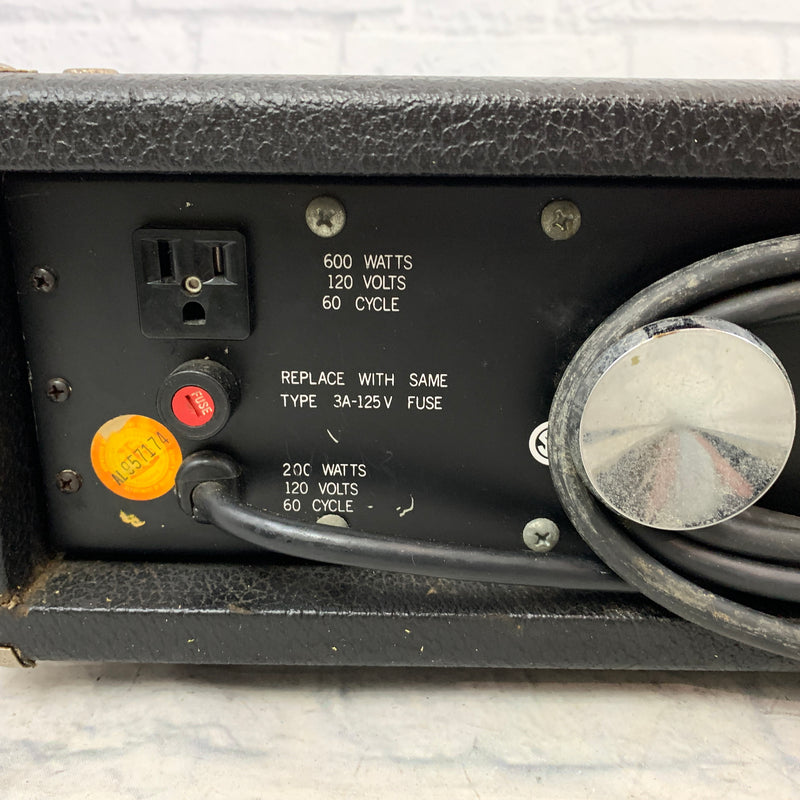 600 WATTS
120 VOLTS
60 CYCLE
REPLACE WITH SAME
TYPE 3A-125V FUSE
FUSE
AL957174
200 WATTS
120 VOLTS
60 CYCLE